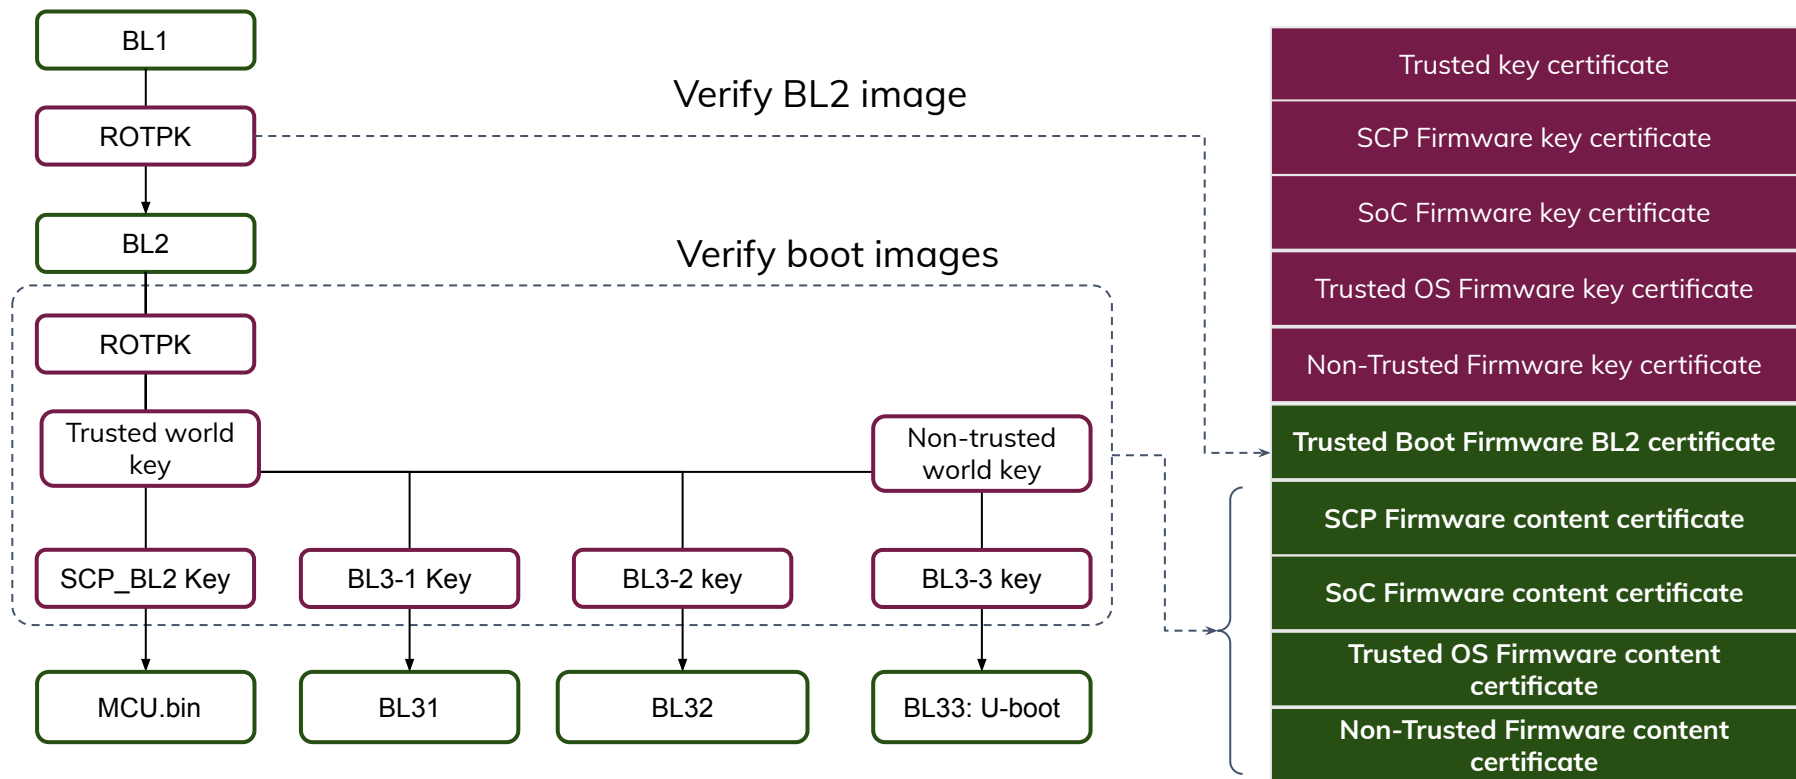 BL1
ROTPK
Verify BL2 image
BL2
Verify boot images
ROTPK
Trusted world
key
Non-trusted
world key
SCP_BL2 Key
BL3-1 Key
BL3-2 key
BL3-3 key
MCU.bin
BL31
BL32
BL33: U-boot
Trusted key certificate
SCP Firmware key certificate
SoC Firmware key certificate
Trusted OS Firmware key certificate
Non-Trusted Firmware key certificate
Trusted Boot Firmware BL2 certificate
SCP Firmware content certificate
SoC Firmware content certificate
Trusted OS Firmware content
certificate
Non-Trusted Firmware content
certificate